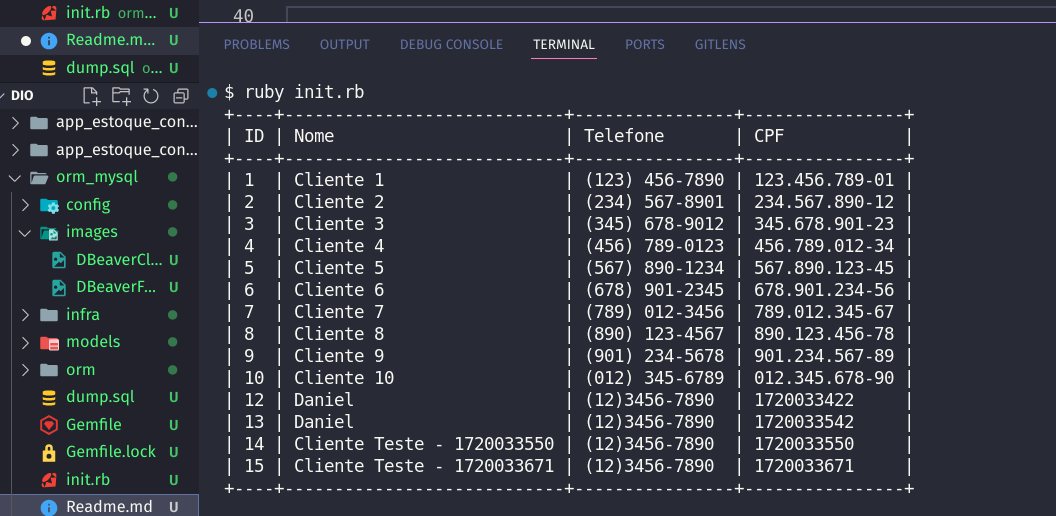 init.rb orm... U
Readme.m... U
dump.sql o... U
DIO
app_estoque_con...
app_estoque_con...
orm_mysql
config
images
DBeaverCl... U
DBeaverF... U
infra
models
orm
dump.sql U
Gemfile U
Gemfile.lock U
init.rb U
Readme.md U
40
PROBLEMS OUTPUT DEBUG CONSOLE TERMINAL PORTS GITLENS
$ ruby init.rb
+----+----------------------------+----------------+----------------+
| ID | Nome                       | Telefone       | CPF            |
+----+----------------------------+----------------+----------------+
| 1  | Cliente 1                  | (123) 456-7890 | 123.456.789-01 |
| 2  | Cliente 2                  | (234) 567-8901 | 234.567.890-12 |
| 3  | Cliente 3                  | (345) 678-9012 | 345.678.901-23 |
| 4  | Cliente 4                  | (456) 789-0123 | 456.789.012-34 |
| 5  | Cliente 5                  | (567) 890-1234 | 567.890.123-45 |
| 6  | Cliente 6                  | (678) 901-2345 | 678.901.234-56 |
| 7  | Cliente 7                  | (789) 012-3456 | 789.012.345-67 |
| 8  | Cliente 8                  | (890) 123-4567 | 890.123.456-78 |
| 9  | Cliente 9                  | (901) 234-5678 | 901.234.567-89 |
| 10 | Cliente 10                 | (012) 345-6789 | 012.345.678-90 |
| 12 | Daniel                     | (12)3456-7890  | 1720033422     |
| 13 | Daniel                     | (12)3456-7890  | 1720033542     |
| 14 | Cliente Teste - 1720033550 | (12)3456-7890  | 1720033550     |
| 15 | Cliente Teste - 1720033671 | (12)3456-7890  | 1720033671     |
+----+----------------------------+----------------+----------------+